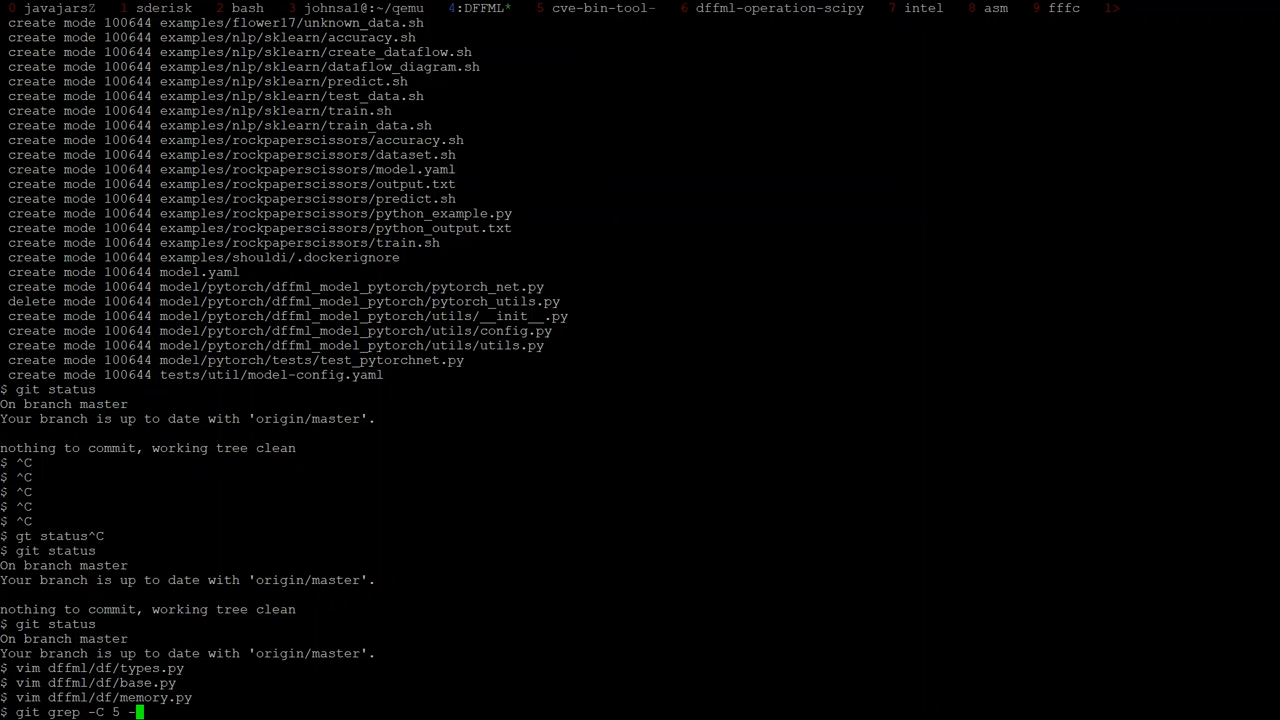 0 javajarsZ 1 sderisk 2 bash 3 johnsa1@:~/qemu 4:DFFML* 5 cve-bin-tool- 6 dffml-operation-scipy 7 intel 8 asm 9 fffc 1>
create mode 100644 examples/flower17/unknown_data.sh
create mode 100644 examples/nlp/sklearn/accuracy.sh
create mode 100644 examples/nlp/sklearn/create_dataflow.sh
create mode 100644 examples/nlp/sklearn/dataflow_diagram.sh
create mode 100644 examples/nlp/sklearn/predict.sh
create mode 100644 examples/nlp/sklearn/test_data.sh
create mode 100644 examples/nlp/sklearn/train.sh
create mode 100644 examples/nlp/sklearn/train_data.sh
create mode 100644 examples/rockpaperscissors/accuracy.sh
create mode 100644 examples/rockpaperscissors/dataset.sh
create mode 100644 examples/rockpaperscissors/model.yaml
create mode 100644 examples/rockpaperscissors/output.txt
create mode 100644 examples/rockpaperscissors/predict.sh
create mode 100644 examples/rockpaperscissors/python_example.py
create mode 100644 examples/rockpaperscissors/python_output.txt
create mode 100644 examples/rockpaperscissors/train.sh
create mode 100644 examples/shouldi/.dockerignore
create mode 100644 model.yaml
create mode 100644 model/pytorch/dffml_model_pytorch/pytorch_net.py
delete mode 100644 model/pytorch/dffml_model_pytorch/pytorch_utils.py
create mode 100644 model/pytorch/dffml_model_pytorch/utils/__init__.py
create mode 100644 model/pytorch/dffml_model_pytorch/utils/config.py
create mode 100644 model/pytorch/dffml_model_pytorch/utils/utils.py
create mode 100644 model/pytorch/tests/test_pytorchnet.py
create mode 100644 tests/util/model-config.yaml
$ git status
On branch master
Your branch is up to date with 'origin/master'.
nothing to commit, working tree clean
$ ^C
$ ^C
$ ^C
$ ^C
$ ^C
$ gt status^C
$ git status
On branch master
Your branch is up to date with 'origin/master'.
nothing to commit, working tree clean
$ git status
On branch master
Your branch is up to date with 'origin/master'.
$ vim dffml/df/types.py
$ vim dffml/df/base.py
$ vim dffml/df/memory.py
$ git grep -C 5 -